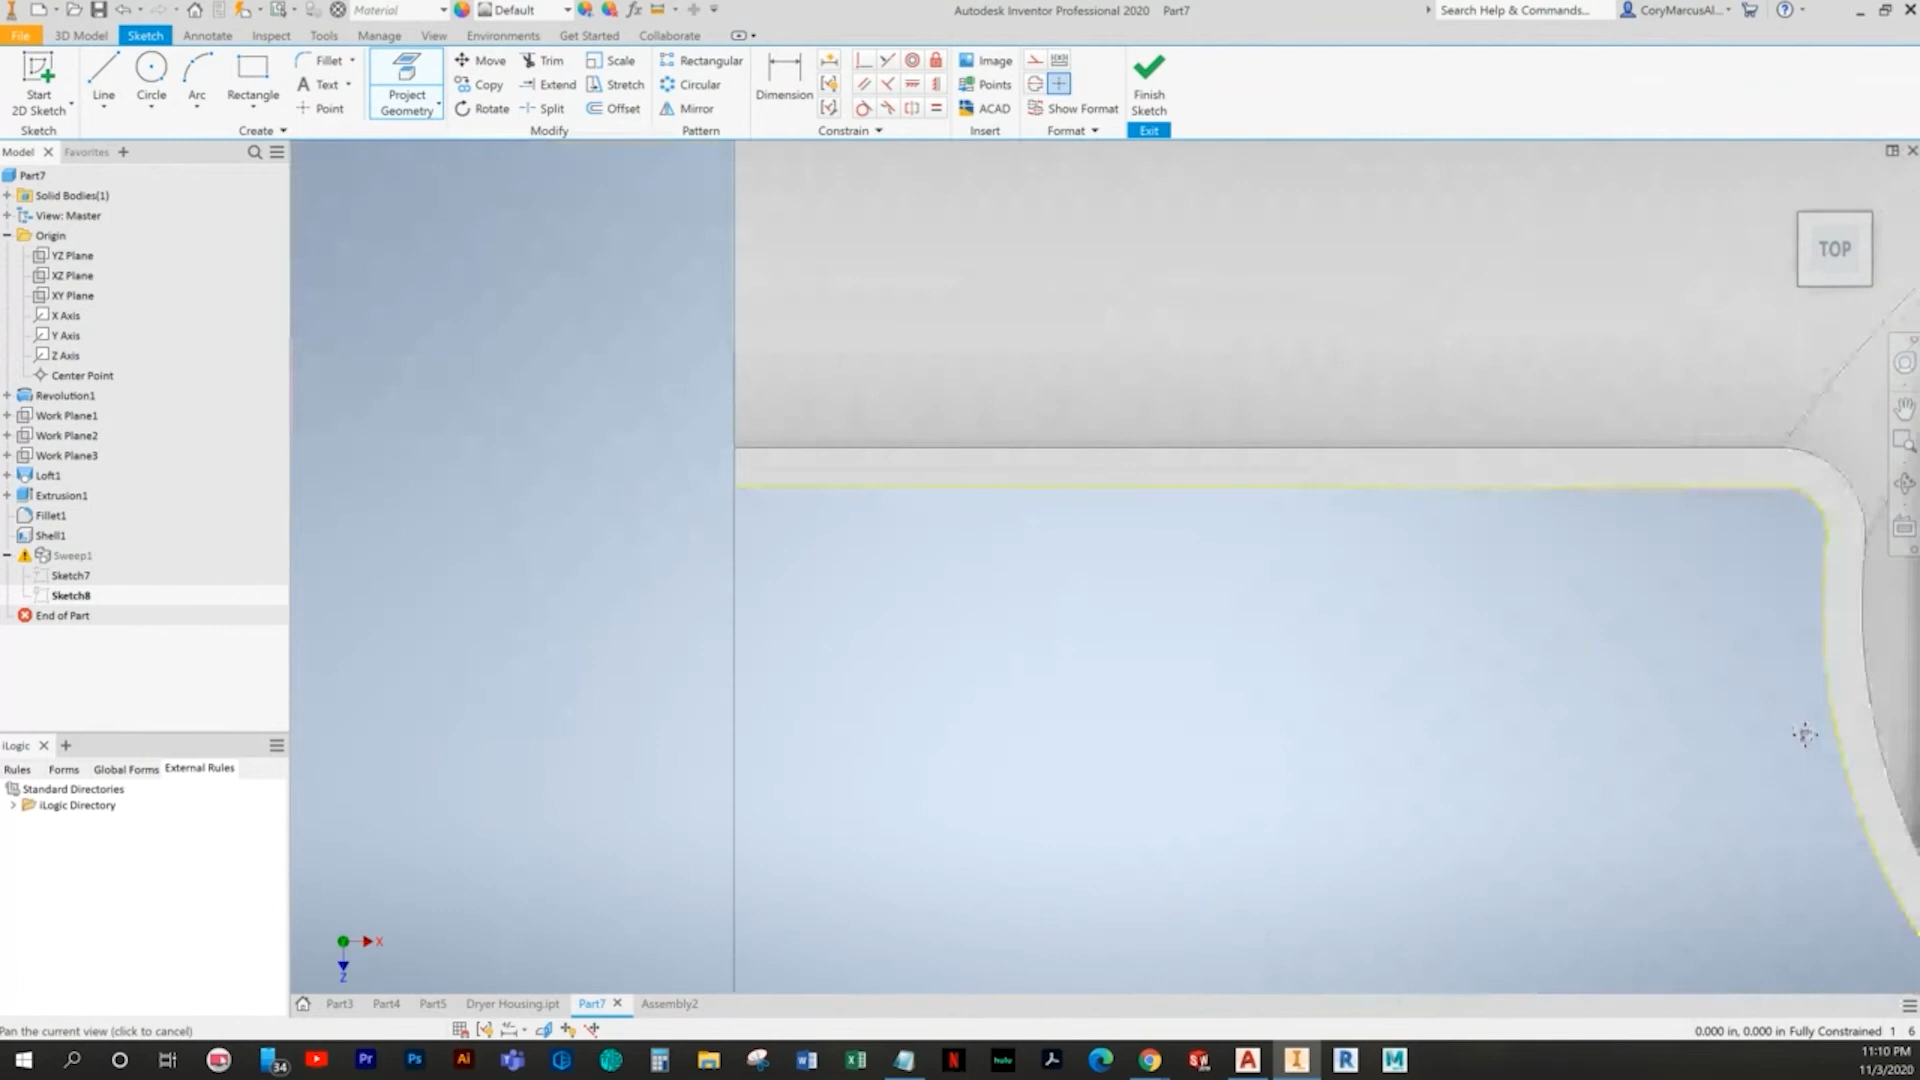 Material
Default
Autodesk Inventor Professional 2020 Part7
Search Help & Commands...
CoryMarcusAl...
File
3D Model
Sketch
Annotate
Inspect
Tools
Manage
View
Environments
Get Started
Collaborate
Start
2D Sketch
Line
Circle
Arc
Rectangle
Fillet
Text
Point
Project
Geometry
Move
Copy
Rotate
Trim
Extend
Split
Scale
Stretch
Offset
Rectangular
Circular
Mirror
Dimension
Image
Points
ACAD
Show Format
Finish
Sketch
Sketch
Create
Modify
Pattern
Constrain
Insert
Format
Exit
Model
Favorites
Part7
Solid Bodies(1)
View: Master
Origin
YZ Plane
XZ Plane
XY Plane
X Axis
Y Axis
Z Axis
Center Point
Revolution1
Work Plane1
Work Plane2
Work Plane3
Loft1
Extrusion1
Fillet1
Shell1
Sweep1
Sketch7
Sketch8
End of Part
TOP
iLogic
Rules
Forms
Global Forms
External Rules
Standard Directories
iLogic Directory
X
Z
Part3
Part4
Part5
Dryer Housing.ipt
Part7
Assembly2
Pan the current view (click to cancel)
0.000 in, 0.000 in Fully Constrained 1 6
34
Pr
Ps
Ai
hulu
11:10 PM
11/3/2020